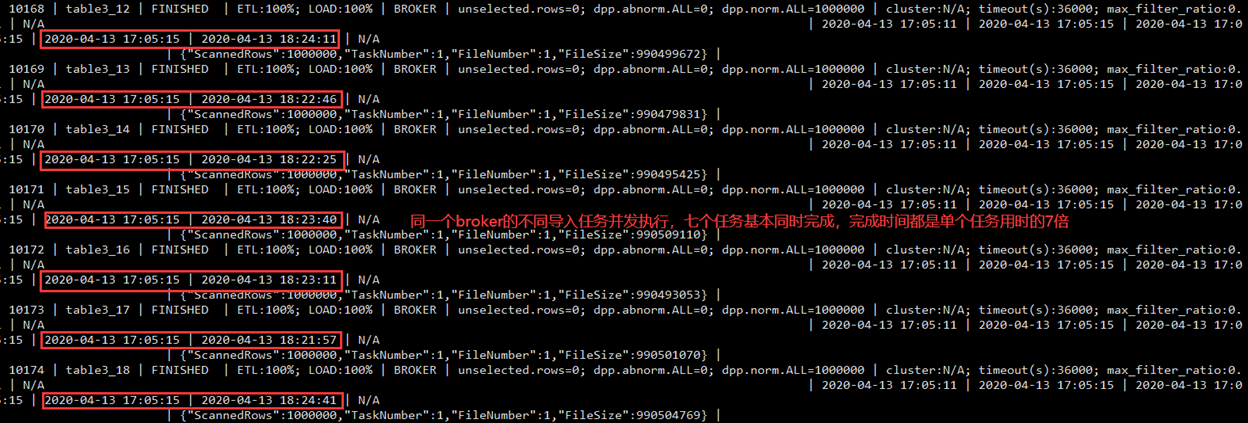 10168 | table3_12 | FINISHED | ETL:100%; LOAD:100% | BROKER | unselected.rows=0; dpp.abnorm.ALL=0; dpp.norm.ALL=1000000 | cluster:N/A; timeout(s):36000; max_filter_ratio:0.
| N/A | 2020-04-13 17:05:11 | 2020-04-13 17:05:15 | 2020-04-13 17:0
5:15 | 2020-04-13 17:05:15 | 2020-04-13 18:24:11 | N/A
| {"ScannedRows":1000000,"TaskNumber":1,"FileNumber":1,"FileSize":990499672} |
10169 | table3_13 | FINISHED | ETL:100%; LOAD:100% | BROKER | unselected.rows=0; dpp.abnorm.ALL=0; dpp.norm.ALL=1000000 | cluster:N/A; timeout(s):36000; max_filter_ratio:0.
| N/A | 2020-04-13 17:05:11 | 2020-04-13 17:05:15 | 2020-04-13 17:0
5:15 | 2020-04-13 17:05:15 | 2020-04-13 18:22:46 | N/A
| {"ScannedRows":1000000,"TaskNumber":1,"FileNumber":1,"FileSize":990479831} |
10170 | table3_14 | FINISHED | ETL:100%; LOAD:100% | BROKER | unselected.rows=0; dpp.abnorm.ALL=0; dpp.norm.ALL=1000000 | cluster:N/A; timeout(s):36000; max_filter_ratio:0.
| N/A | 2020-04-13 17:05:11 | 2020-04-13 17:05:15 | 2020-04-13 17:0
5:15 | 2020-04-13 17:05:15 | 2020-04-13 18:22:25 | N/A
| {"ScannedRows":1000000,"TaskNumber":1,"FileNumber":1,"FileSize":990495425} |
10171 | table3_15 | FINISHED | ETL:100%; LOAD:100% | BROKER | unselected.rows=0; dpp.abnorm.ALL=0; dpp.norm.ALL=1000000 | cluster:N/A; timeout(s):36000; max_filter_ratio:0.
| N/A | 2020-04-13 17:05:11 | 2020-04-13 17:05:15 | 2020-04-13 17:0
5:15 | 2020-04-13 17:05:15 | 2020-04-13 18:23:40 | N/A
同一个broker的不同导入任务并发执行，七个任务基本同时完成，完成时间都是单个任务用时的7倍
| {"ScannedRows":1000000,"TaskNumber":1,"FileNumber":1,"FileSize":990509110} |
10172 | table3_16 | FINISHED | ETL:100%; LOAD:100% | BROKER | unselected.rows=0; dpp.abnorm.ALL=0; dpp.norm.ALL=1000000 | cluster:N/A; timeout(s):36000; max_filter_ratio:0.
| N/A | 2020-04-13 17:05:11 | 2020-04-13 17:05:15 | 2020-04-13 17:0
5:15 | 2020-04-13 17:05:15 | 2020-04-13 18:23:11 | N/A
| {"ScannedRows":1000000,"TaskNumber":1,"FileNumber":1,"FileSize":990493053} |
10173 | table3_17 | FINISHED | ETL:100%; LOAD:100% | BROKER | unselected.rows=0; dpp.abnorm.ALL=0; dpp.norm.ALL=1000000 | cluster:N/A; timeout(s):36000; max_filter_ratio:0.
| N/A | 2020-04-13 17:05:11 | 2020-04-13 17:05:15 | 2020-04-13 17:0
5:15 | 2020-04-13 17:05:15 | 2020-04-13 18:21:57 | N/A
| {"ScannedRows":1000000,"TaskNumber":1,"FileNumber":1,"FileSize":990501070} |
10174 | table3_18 | FINISHED | ETL:100%; LOAD:100% | BROKER | unselected.rows=0; dpp.abnorm.ALL=0; dpp.norm.ALL=1000000 | cluster:N/A; timeout(s):36000; max_filter_ratio:0.
| N/A | 2020-04-13 17:05:11 | 2020-04-13 17:05:15 | 2020-04-13 17:0
5:15 | 2020-04-13 17:05:15 | 2020-04-13 18:24:41 | N/A
| {"ScannedRows":1000000,"TaskNumber":1,"FileNumber":1,"FileSize":990504769} |